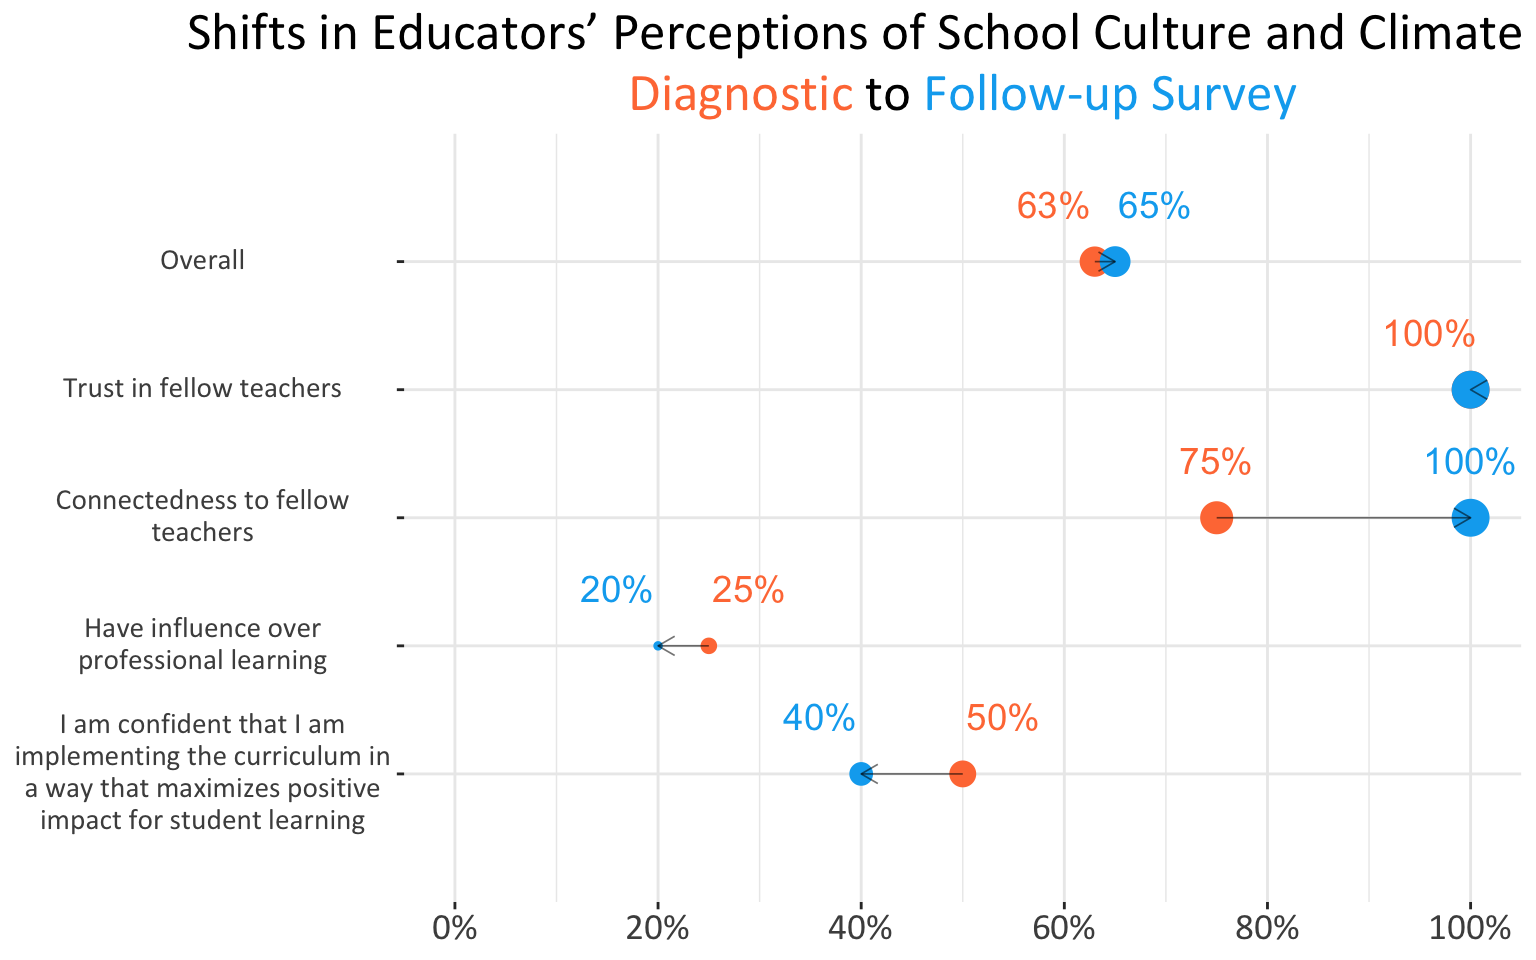 Shifts in Educators’ Perceptions of School Culture and Climate
Diagnostic to Follow-up Survey
63% 65%
Overall
100%
Trust in fellow teachers
75% 100%
Connectedness to fellow
teachers
20% 25%
Have influence over
professional learning
40% 50%
I am confident that I am
implementing the curriculum in
a way that maximizes positive
impact for student learning
0% 20% 40% 60% 80% 100%